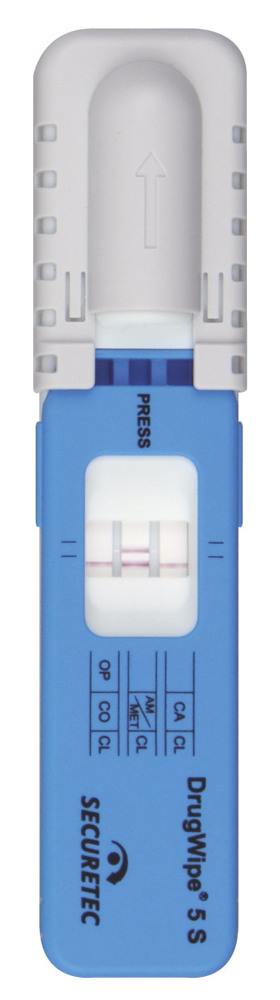 PRESS
CA CL
AM/MET CL
OP CO CL
DrugWipe® 5 S
SECURETEC